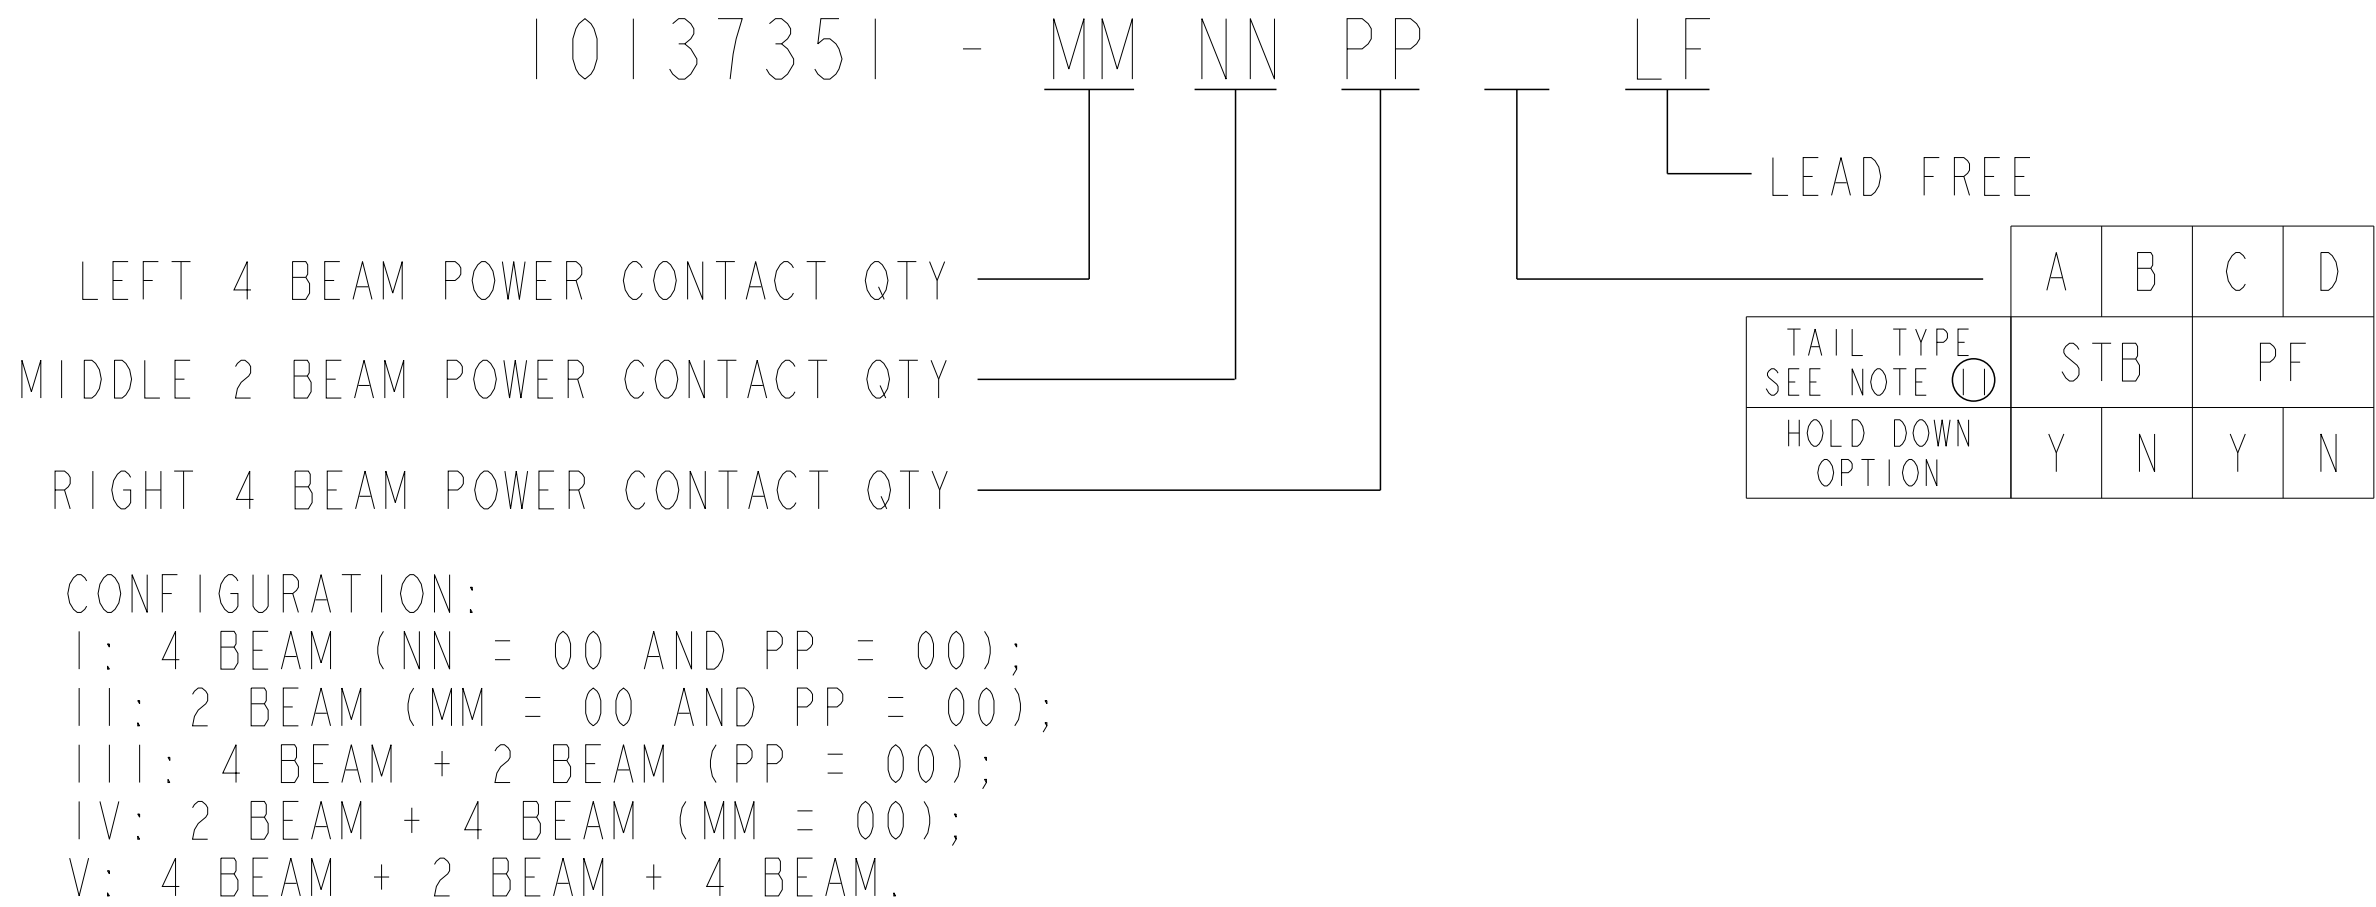 10137351 - MM NN PP LF
LEAD FREE
LEFT 4 BEAM POWER CONTACT QTY
MIDDLE 2 BEAM POWER CONTACT QTY
RIGHT 4 BEAM POWER CONTACT QTY
A B C D
TAIL TYPE STB PF
SEE NOTE 11
HOLD DOWN Y N Y N
OPTION
CONFIGURATION:
I: 4 BEAM (NN = 00 AND PP = 00);
II: 2 BEAM (MM = 00 AND PP = 00);
III: 4 BEAM + 2 BEAM (PP = 00);
IV: 2 BEAM + 4 BEAM (MM = 00);
V: 4 BEAM + 2 BEAM + 4 BEAM.